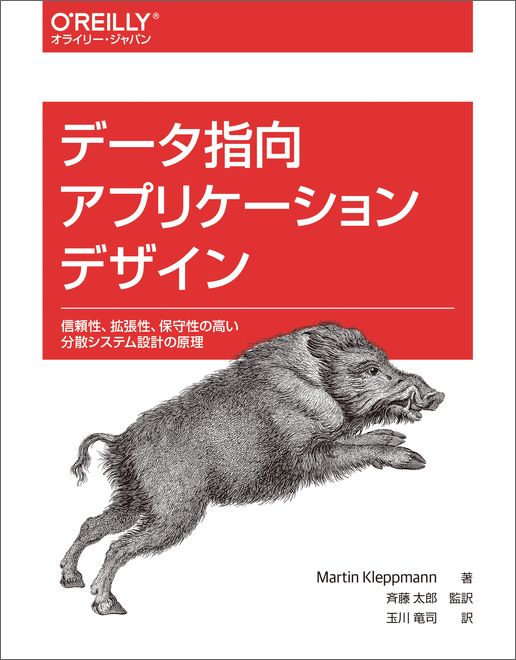 O'REILLY®
オライリー・ジャパン
データ指向
アプリケーション
デザイン
信頼性、拡張性、保守性の高い
分散システム設計の原理
Martin Kleppmann 著
斉藤 太郎 監訳
玉川 竜司 訳